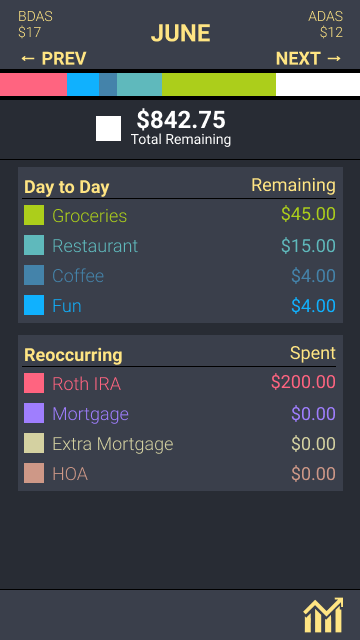 BDAS
$17
JUNE
ADAS
$12
← PREV
NEXT →
$842.75
Total Remaining
Day to Day Remaining
Groceries $45.00
Restaurant $15.00
Coffee $4.00
Fun $4.00
Reoccurring Spent
Roth IRA $200.00
Mortgage $0.00
Extra Mortgage $0.00
HOA $0.00